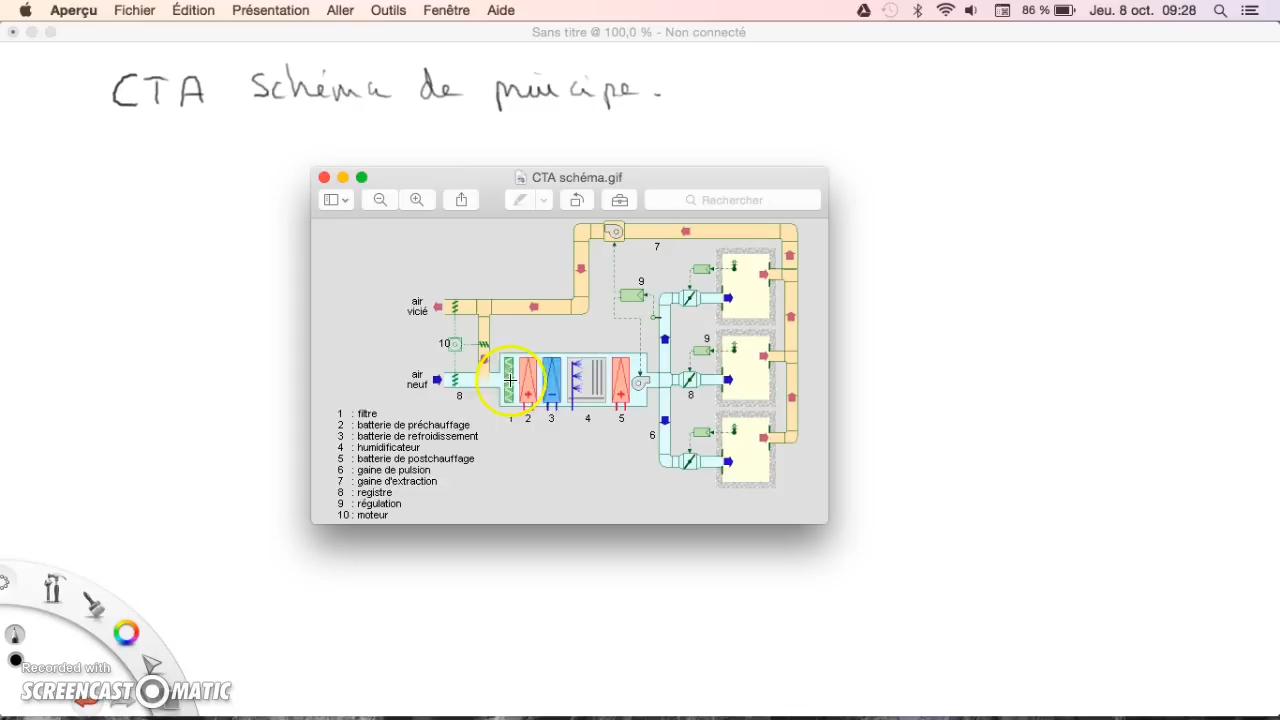 Aperçu Fichier Édition Présentation Aller Outils Fenêtre Aide 86 % Jeu. 8 oct. 09:28
Sans titre @ 100,0 % - Non connecté
CTA Schéma de principe.
CTA schéma.gif
Rechercher
7
9
air
vicié
10
9
air
neuf
8
8
1 2 3 4 5
6
1 : filtre
2 : batterie de préchauffage
3 : batterie de refroidissement
4 : humidificateur
5 : batterie de postchauffage
6 : gaine de pulsion
7 : gaine d'extraction
8 : registre
9 : régulation
10 : moteur
Recorded with
SCREENCAST-O-MATIC